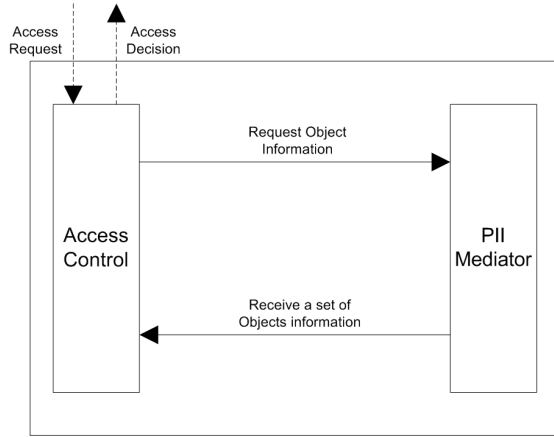 Access
Request
Access
Decision
Request Object
Information
Access
Control
PII
Mediator
Receive a set of
Objects information